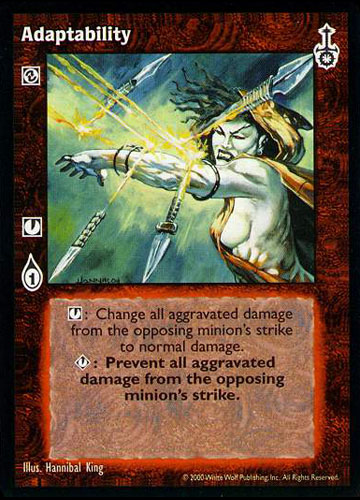 Adaptability
HANNIBAL
1
: Change all aggravated damage
from the opposing minion's strike
to normal damage.
: Prevent all aggravated
damage from the opposing
minion's strike.
Illus. Hannibal King
© 2000 White Wolf Publishing, Inc. All Rights Reserved.